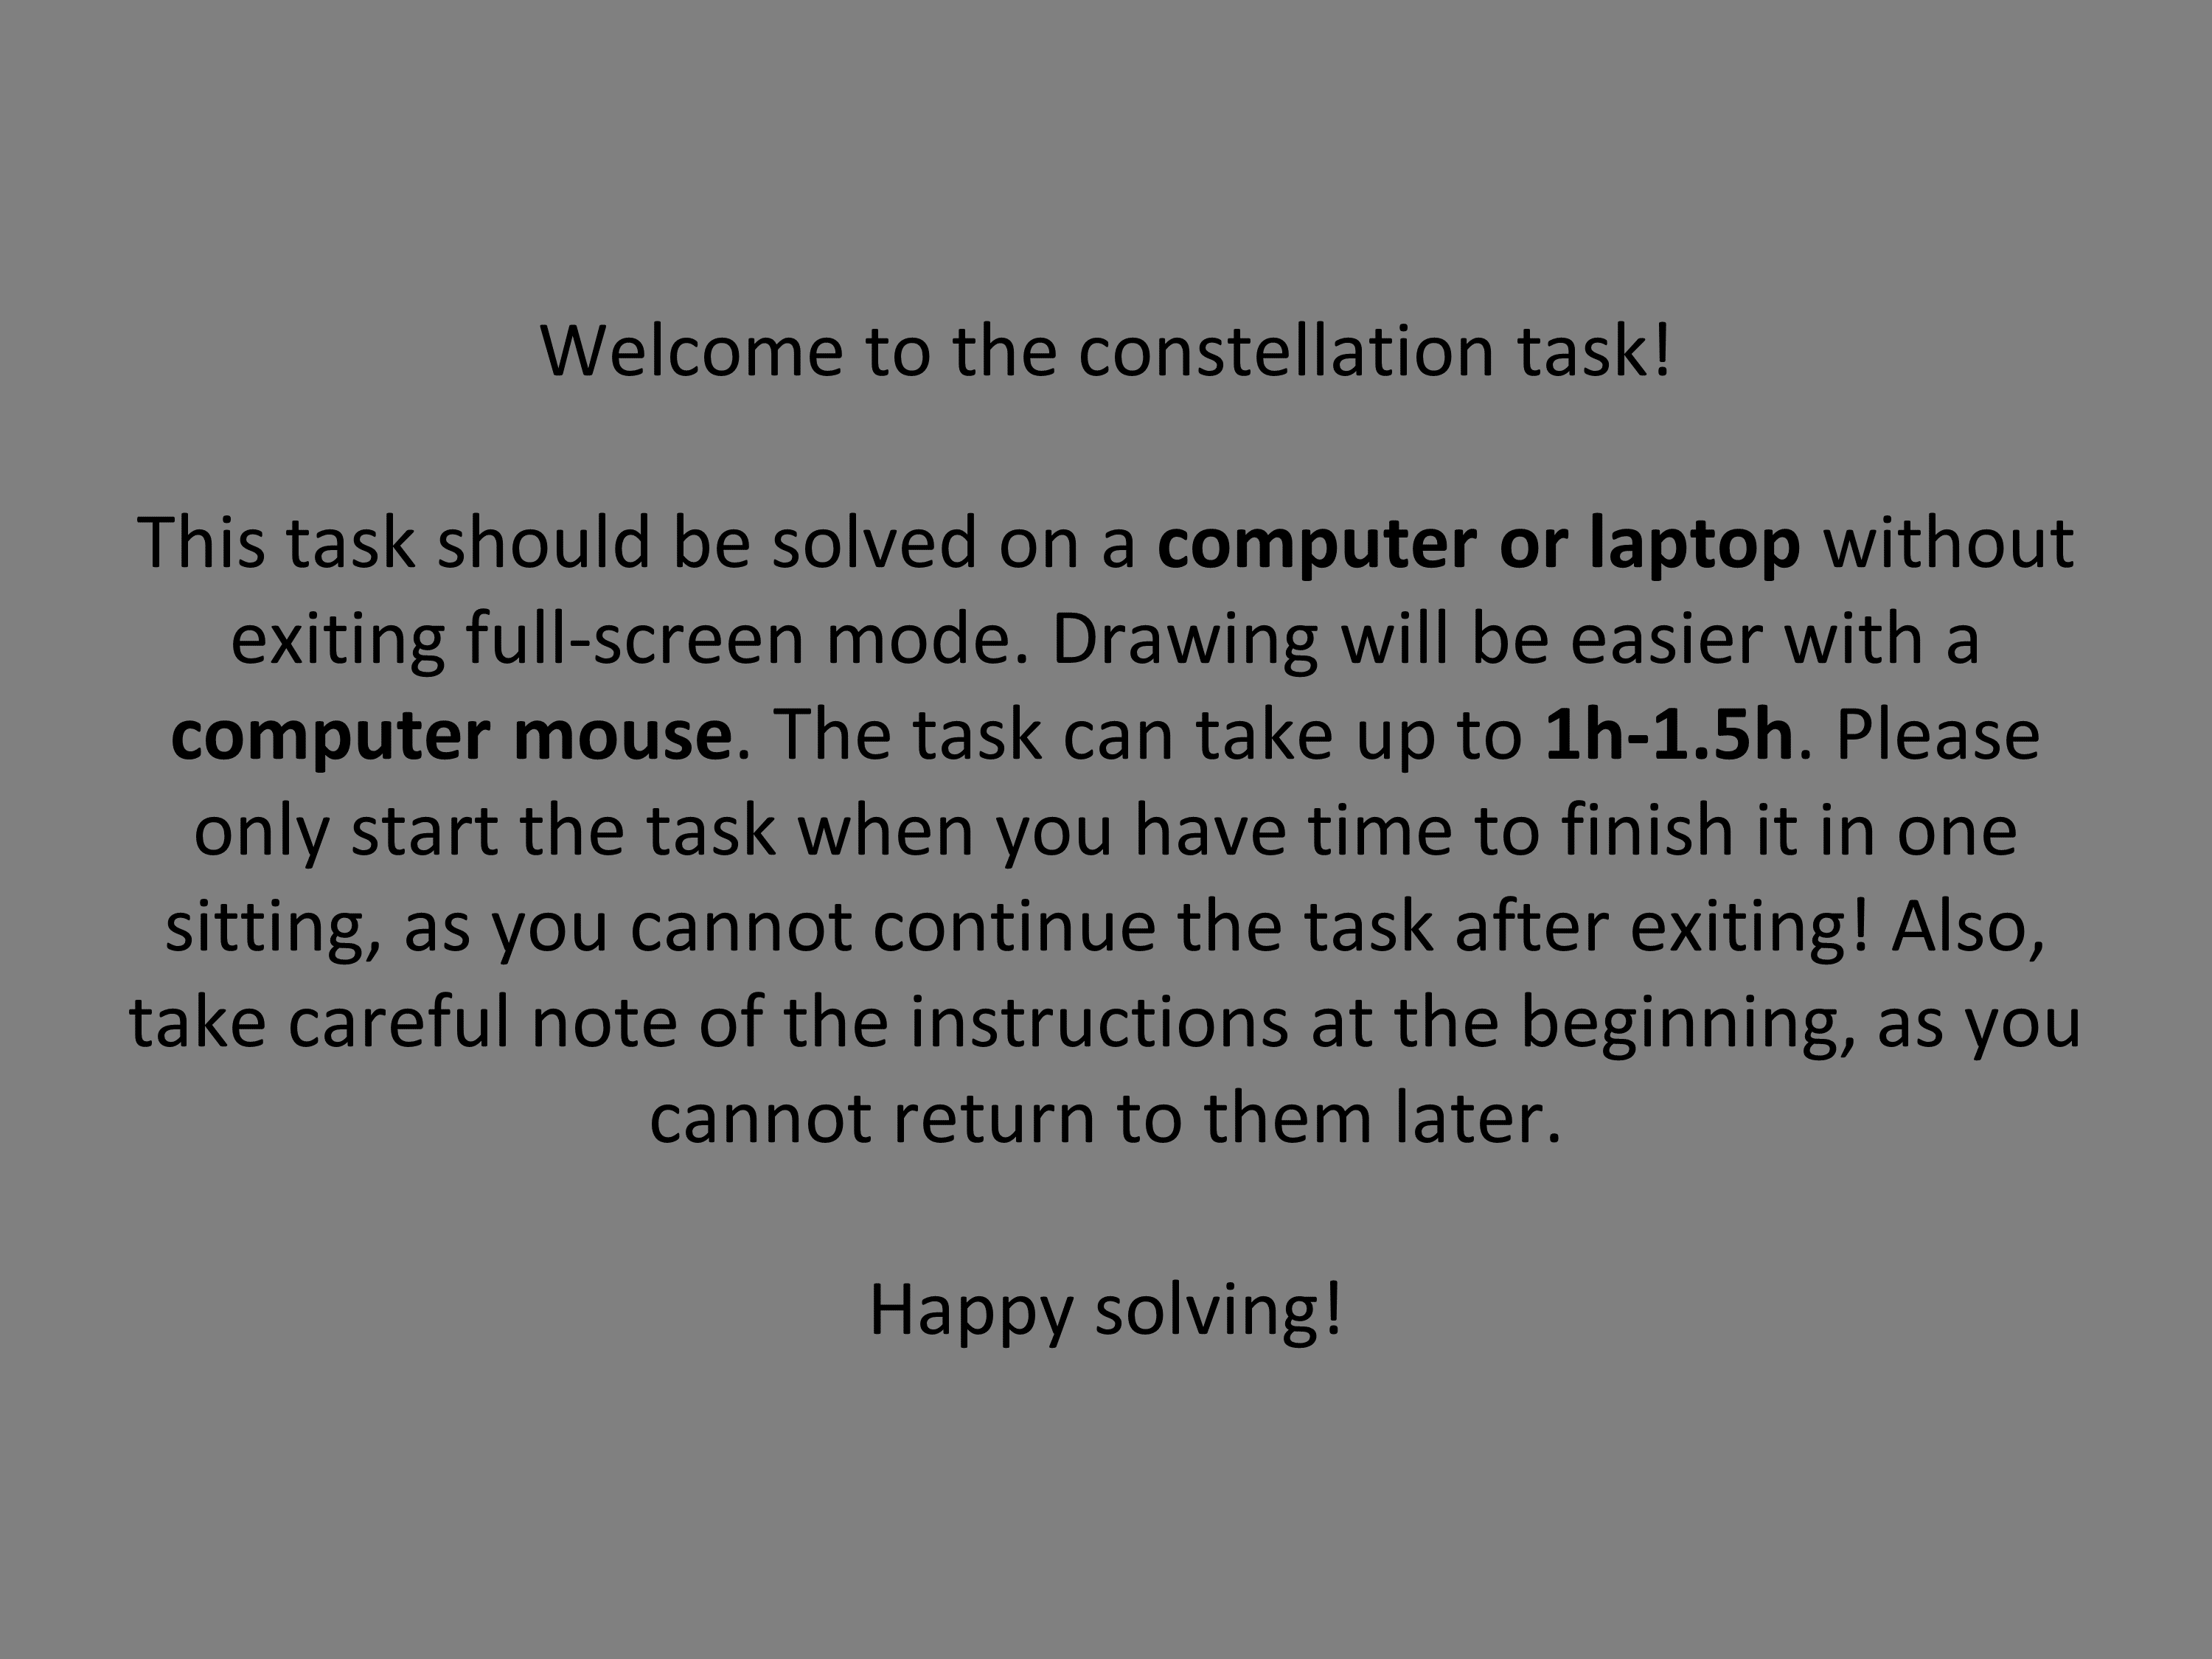 Welcome to the constellation task!
This task should be solved on a computer or laptop without
exiting full-screen mode. Drawing will be easier with a
computer mouse. The task can take up to 1h-1.5h. Please
only start the task when you have time to finish it in one
sitting, as you cannot continue the task after exiting! Also,
take careful note of the instructions at the beginning, as you
cannot return to them later.
Happy solving!